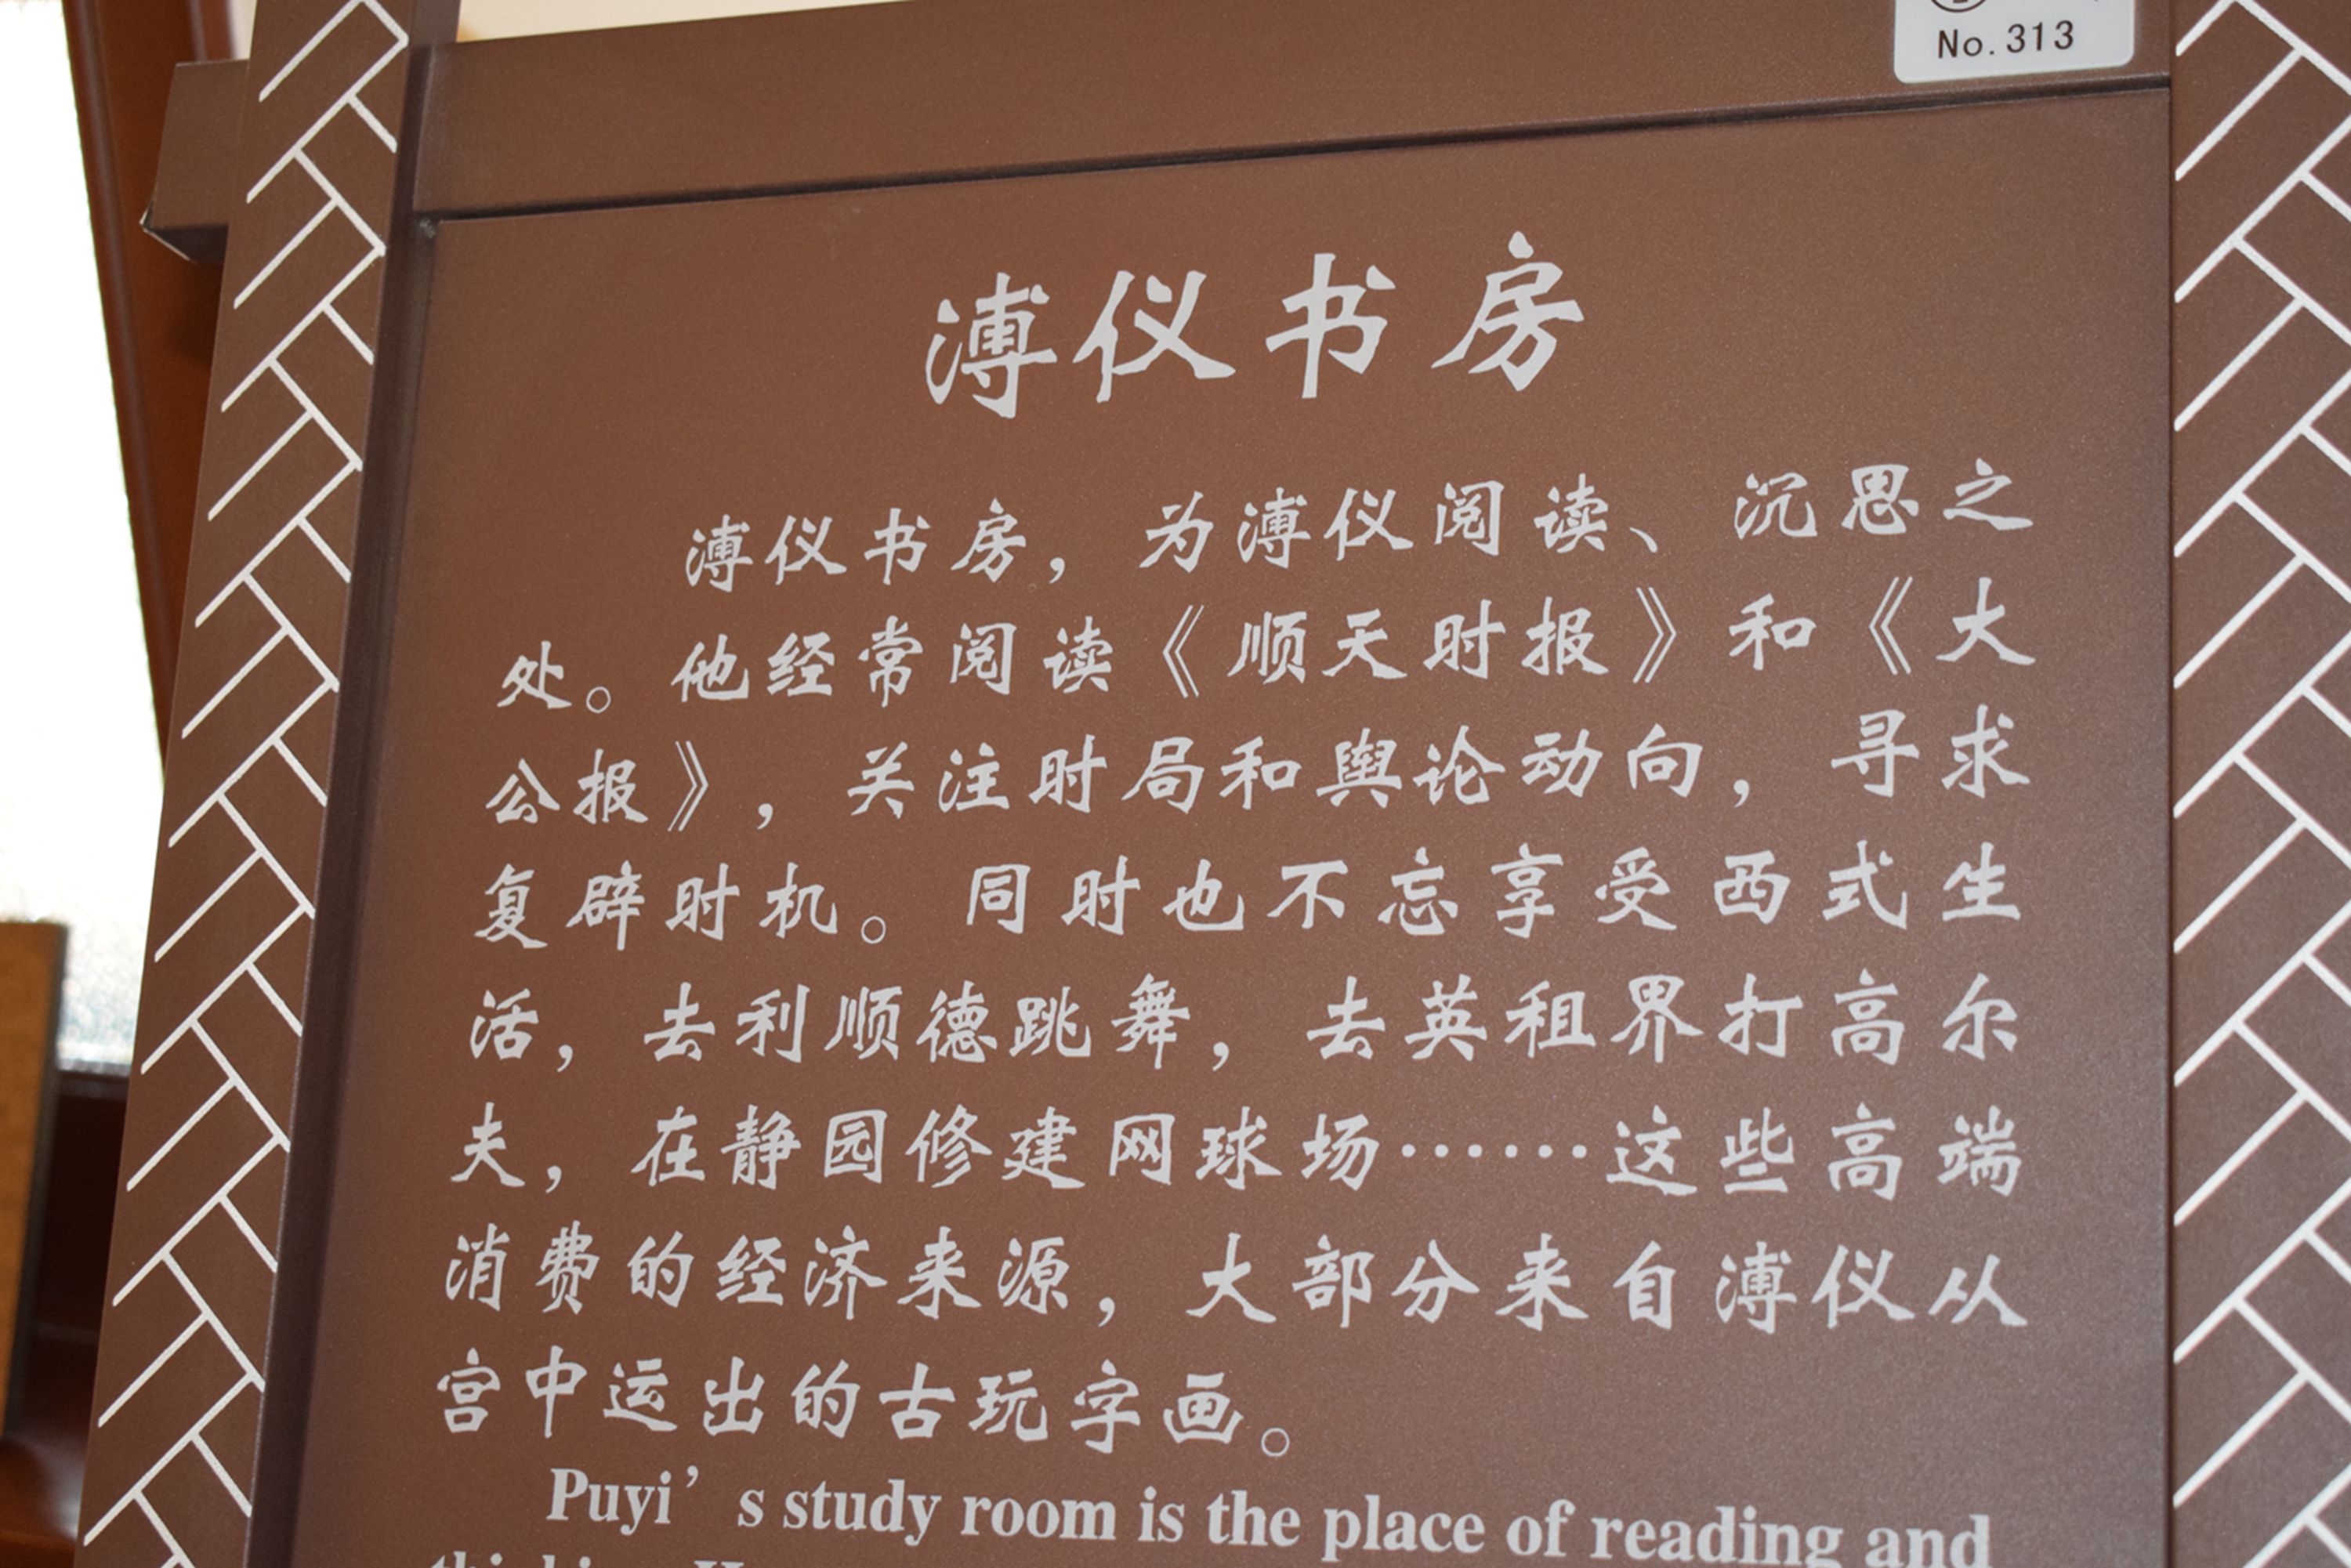 No.313
溥仪书房
溥仪书房，为溥仪阅读、沉思之
处。他经常阅读《顺天时报》和《大
公报》，关注时局和舆论动向，寻求
复辟时机。同时也不忘享受西式生
活，去利顺德跳舞，去英租界打高尔
夫，在静园修建网球场……这些高端
消费的经济来源，大部分来自溥仪从
宫中运出的古玩字画。
Puyi’s study room is the place of reading and